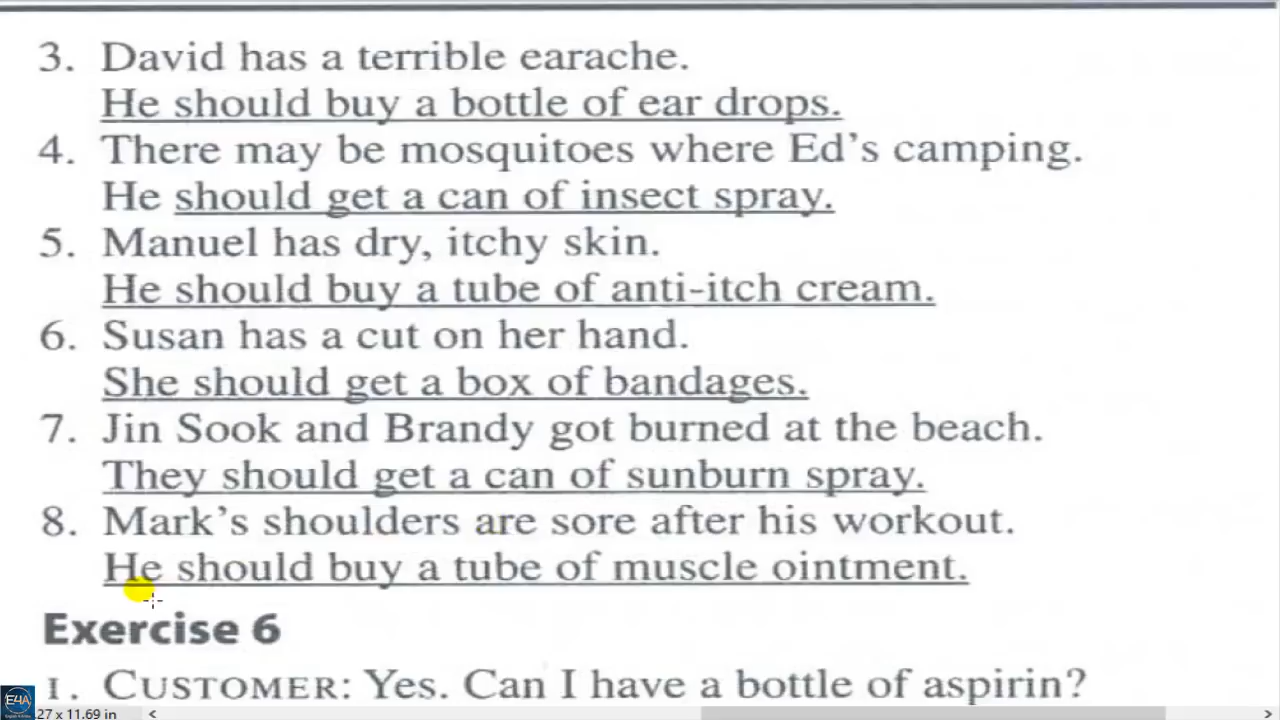 3. David has a terrible earache.
He should buy a bottle of ear drops.
4. There may be mosquitoes where Ed's camping.
He should get a can of insect spray.
5. Manuel has dry, itchy skin.
He should buy a tube of anti-itch cream.
6. Susan has a cut on her hand.
She should get a box of bandages.
7. Jin Sook and Brandy got burned at the beach.
They should get a can of sunburn spray.
8. Mark's shoulders are sore after his workout.
He should buy a tube of muscle ointment.
Exercise 6
1. CUSTOMER: Yes. Can I have a bottle of aspirin?
E4A
27 x 11.69 in